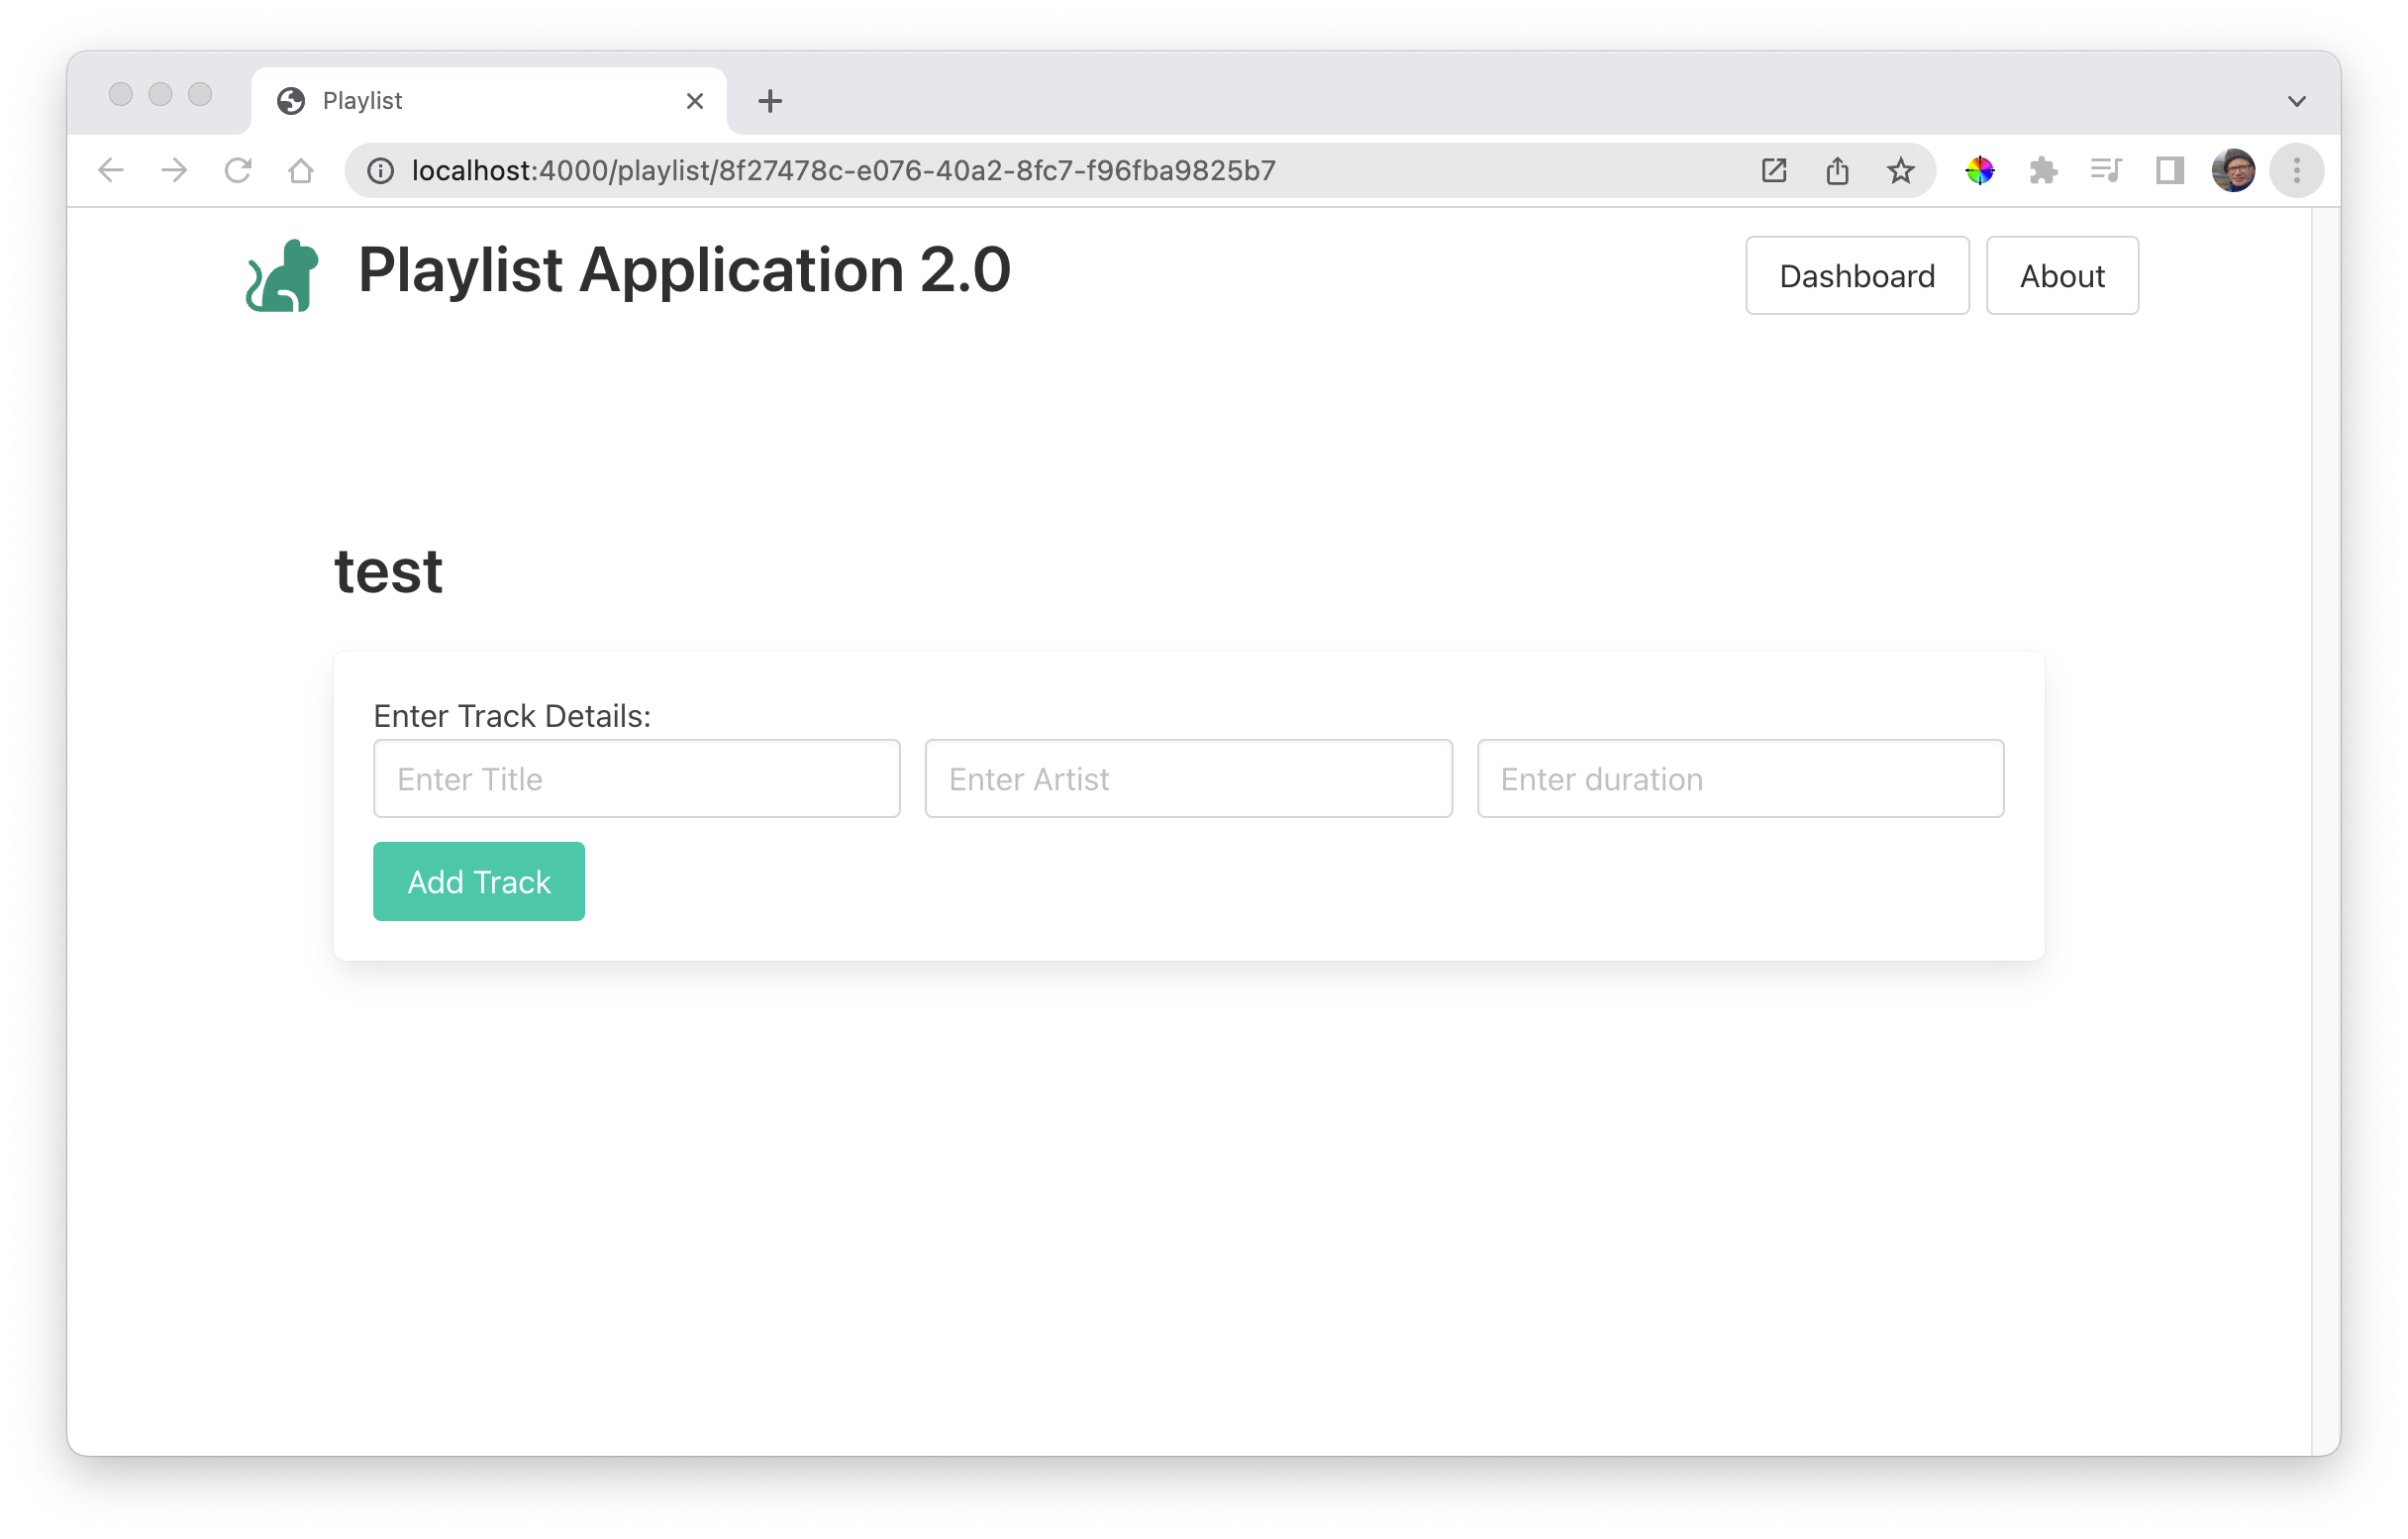 Playlist
localhost:4000/playlist/8f27478c-e076-40a2-8fc7-f96fba9825b7
Playlist Application 2.0
Dashboard
About
test
Enter Track Details:
Enter Title
Enter Artist
Enter duration
Add Track